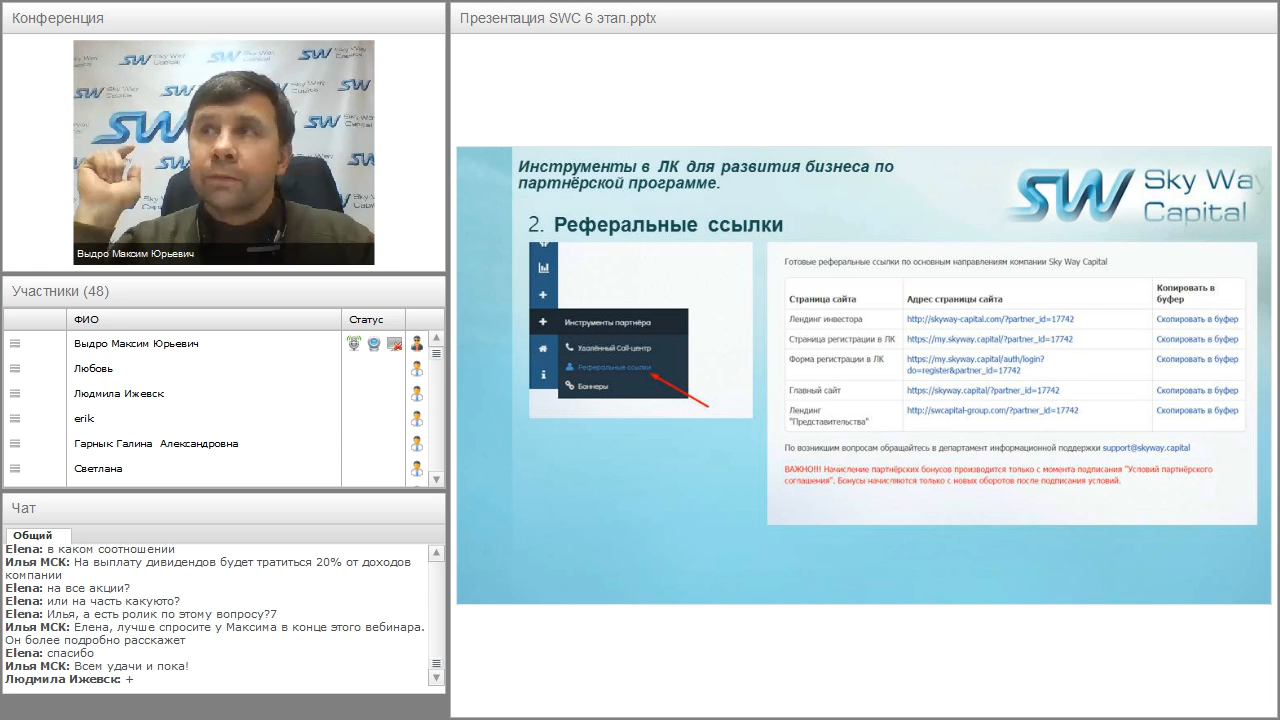 Конференция
Выдро Максим Юрьевич
Участники (48)
ФИО
Статус
Выдро Максим Юрьевич
Любовь
Людмила Ижевск
erik
Гарнык Галина Александровна
Светлана
Чат
Общий
Elena: в каком соотношении
Илья МСК: На выплату дивидендов будет тратиться 20% от доходов
компании
Elena: на все акции?
Elena: или на часть какуюто?
Elena: Илья, а есть ролик по этому вопросу?7
Илья МСК: Елена, лучше спросите у Максима в конце этого вебинара.
Он более подробно расскажет
Elena: спасибо
Илья МСК: Всем удачи и пока!
Людмила Ижевск: +
Презентация SWC 6 этап.pptx
Инструменты в ЛК для развития бизнеса по
партнёрской программе.
SW Sky Way
Capital
2. Реферальные ссылки
Инструменты партнёра
Удалённый Call-центр
Реферальные ссылки
Баннеры
Готовые реферальные ссылки по основным направлениям компании Sky Way Capital
Страница сайта
Адрес страницы сайта
Копировать в
буфер
Лендинг инвестора
http://skyway-capital.com/?partner_id=17742
Скопировать в буфер
Страница регистрации в ЛК
https://my.skyway.capital/?partner_id=17742
Скопировать в буфер
Форма регистрации в ЛК
https://my.skyway.capital/auth/login?
do=register&partner_id=17742
Скопировать в буфер
Главный сайт
https://skyway.capital/?partner_id=17742
Скопировать в буфер
Лендинг
"Представительства"
http://swcapital-group.com/?partner_id=17742
Скопировать в буфер
По возникшим вопросам обращайтесь в департамент информационной поддержки support@skyway.capital
ВАЖНО!!! Начисление партнёрских бонусов производится только с момента подписания "Условий партнёрского
соглашения". Бонусы начисляются только с новых оборотов после подписания условий.